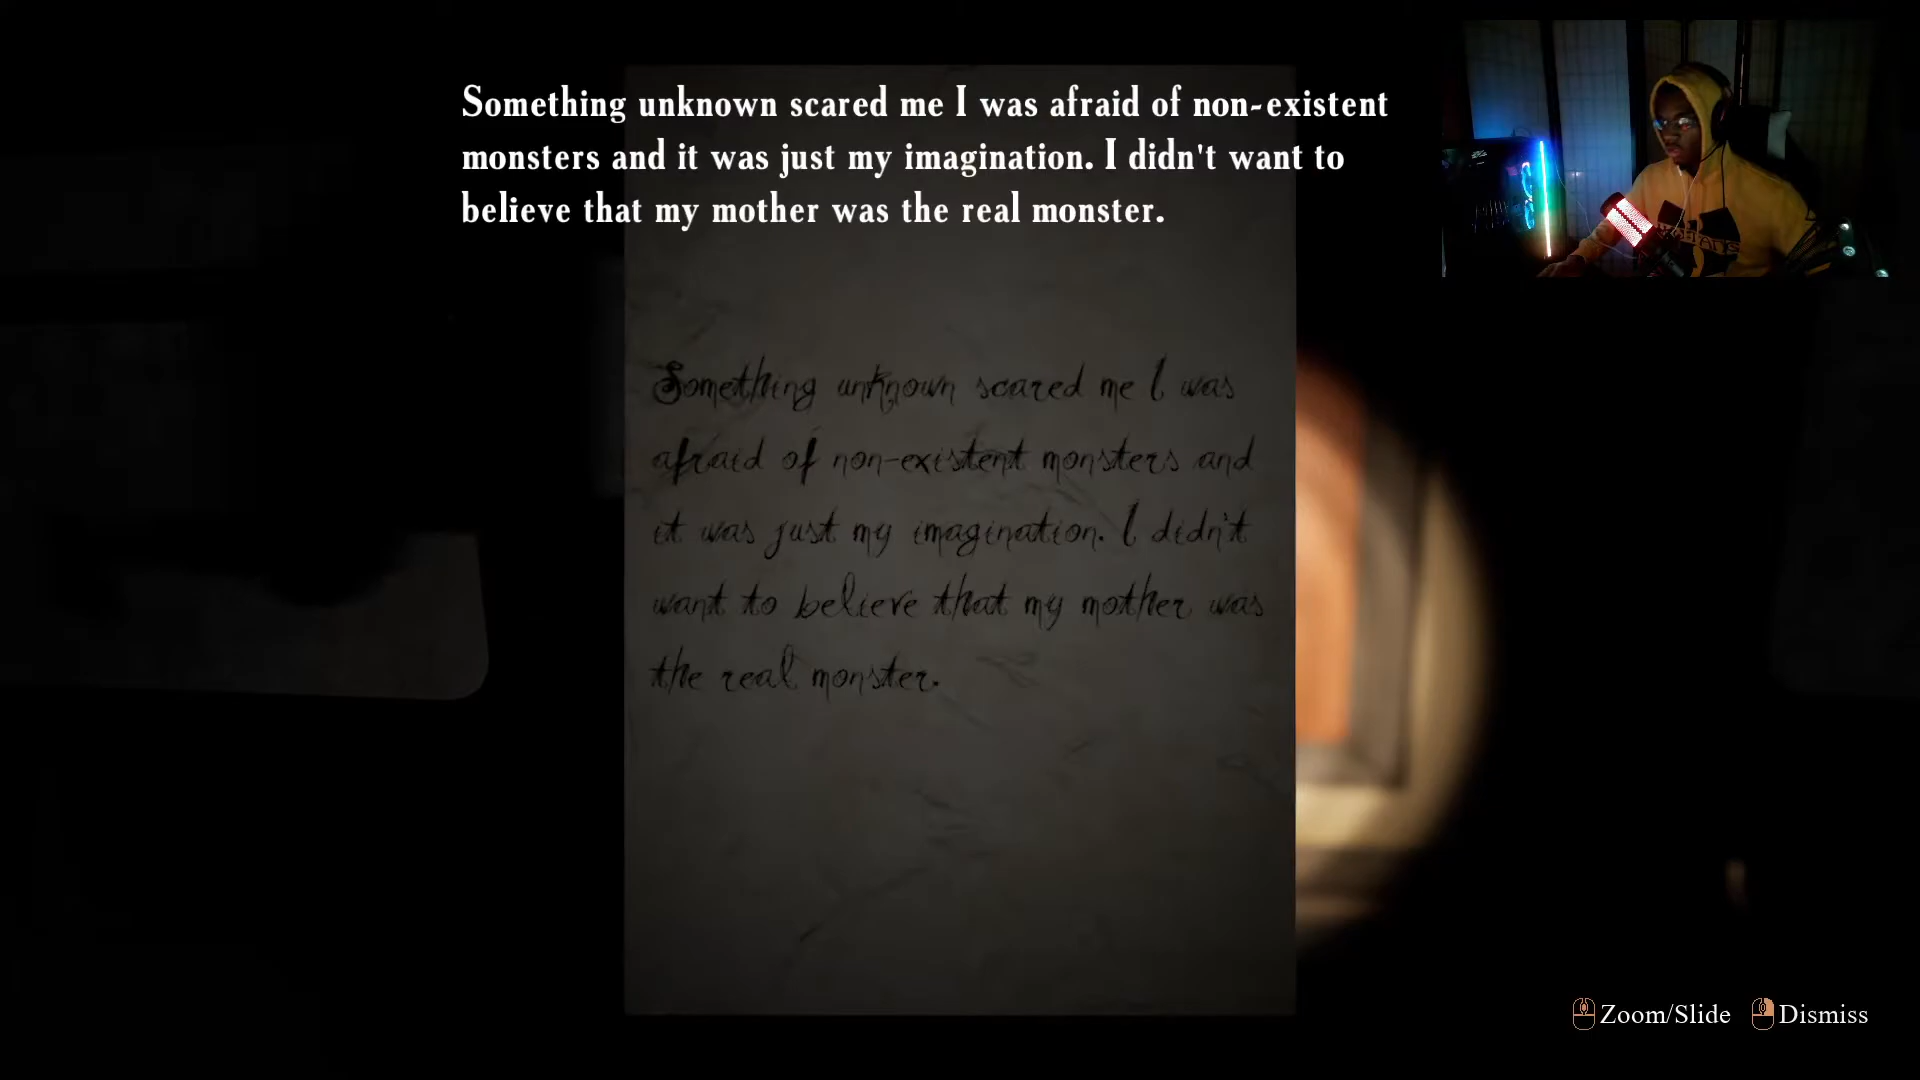 Something unknown scared me I was afraid of non-existent
monsters and it was just my imagination. I didn't want to
believe that my mother was the real monster.
Something unknown scared me I was
afraid of non-existent monsters and
it was just my imagination. I didn't
want to believe that my mother was
the real monster.
Zoom/Slide Dismiss